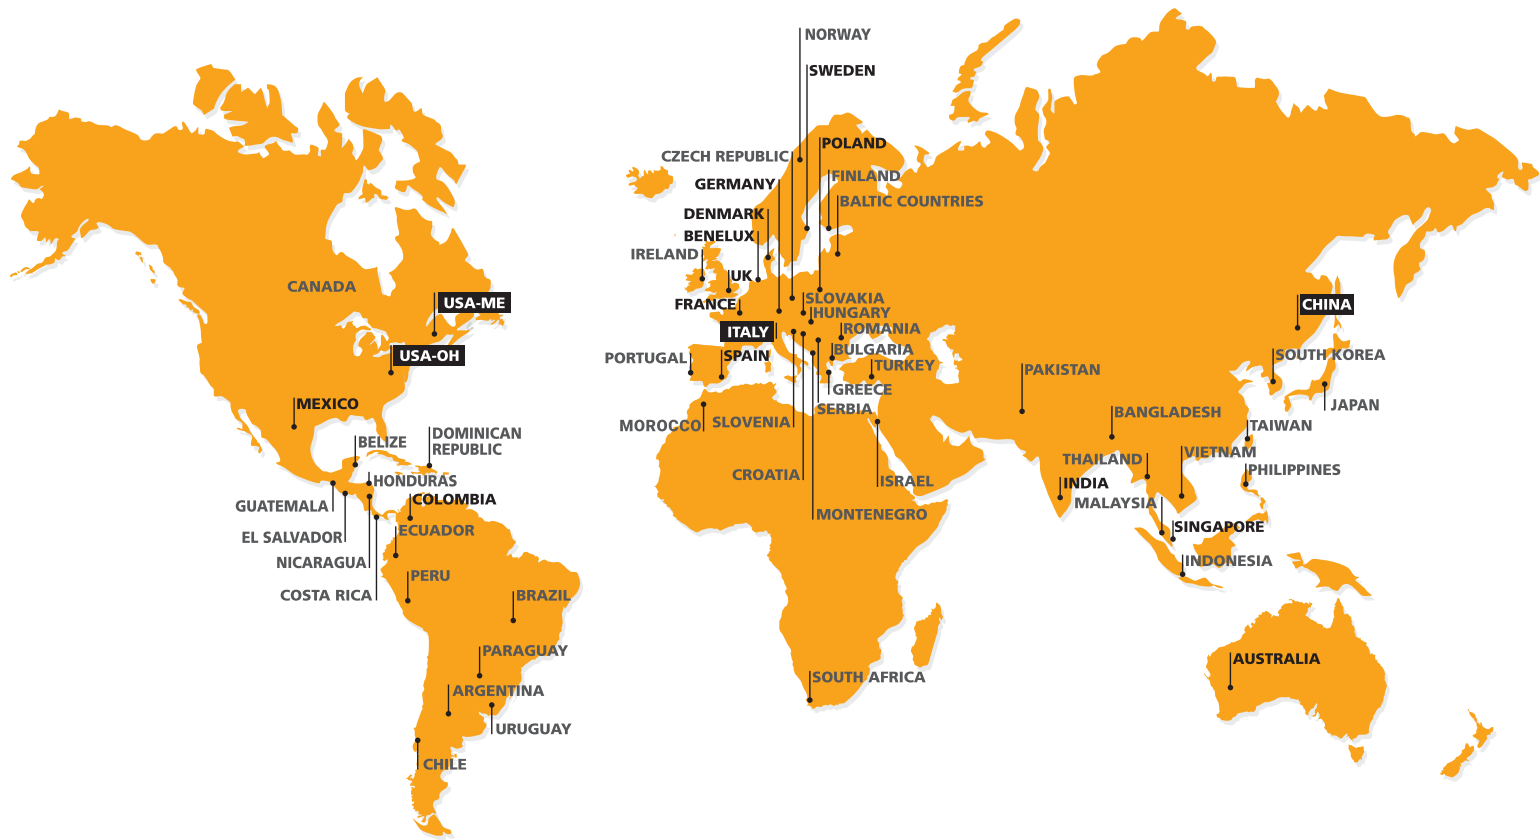 NORWAY
SWEDEN
POLAND
CZECH REPUBLIC
FINLAND
GERMANY
BALTIC COUNTRIES
DENMARK
BENELUX
IRELAND
UK
CANADA
USA-ME
FRANCE
SLOVAKIA
HUNGARY
CHINA
ITALY
ROMANIA
USA-OH
PORTUGAL
SPAIN
BULGARIA
TURKEY
SOUTH KOREA
PAKISTAN
GREECE
MEXICO
SERBIA
JAPAN
BANGLADESH
MOROCCO
SLOVENIA
TAIWAN
BELIZE
DOMINICAN
REPUBLIC
VIETNAM
THAILAND
PHILIPPINES
HONDURAS
CROATIA
ISRAEL
INDIA
COLOMBIA
GUATEMALA
MALAYSIA
MONTENEGRO
SINGAPORE
ECUADOR
EL SALVADOR
NICARAGUA
INDONESIA
PERU
COSTA RICA
BRAZIL
PARAGUAY
AUSTRALIA
SOUTH AFRICA
ARGENTINA
URUGUAY
CHILE